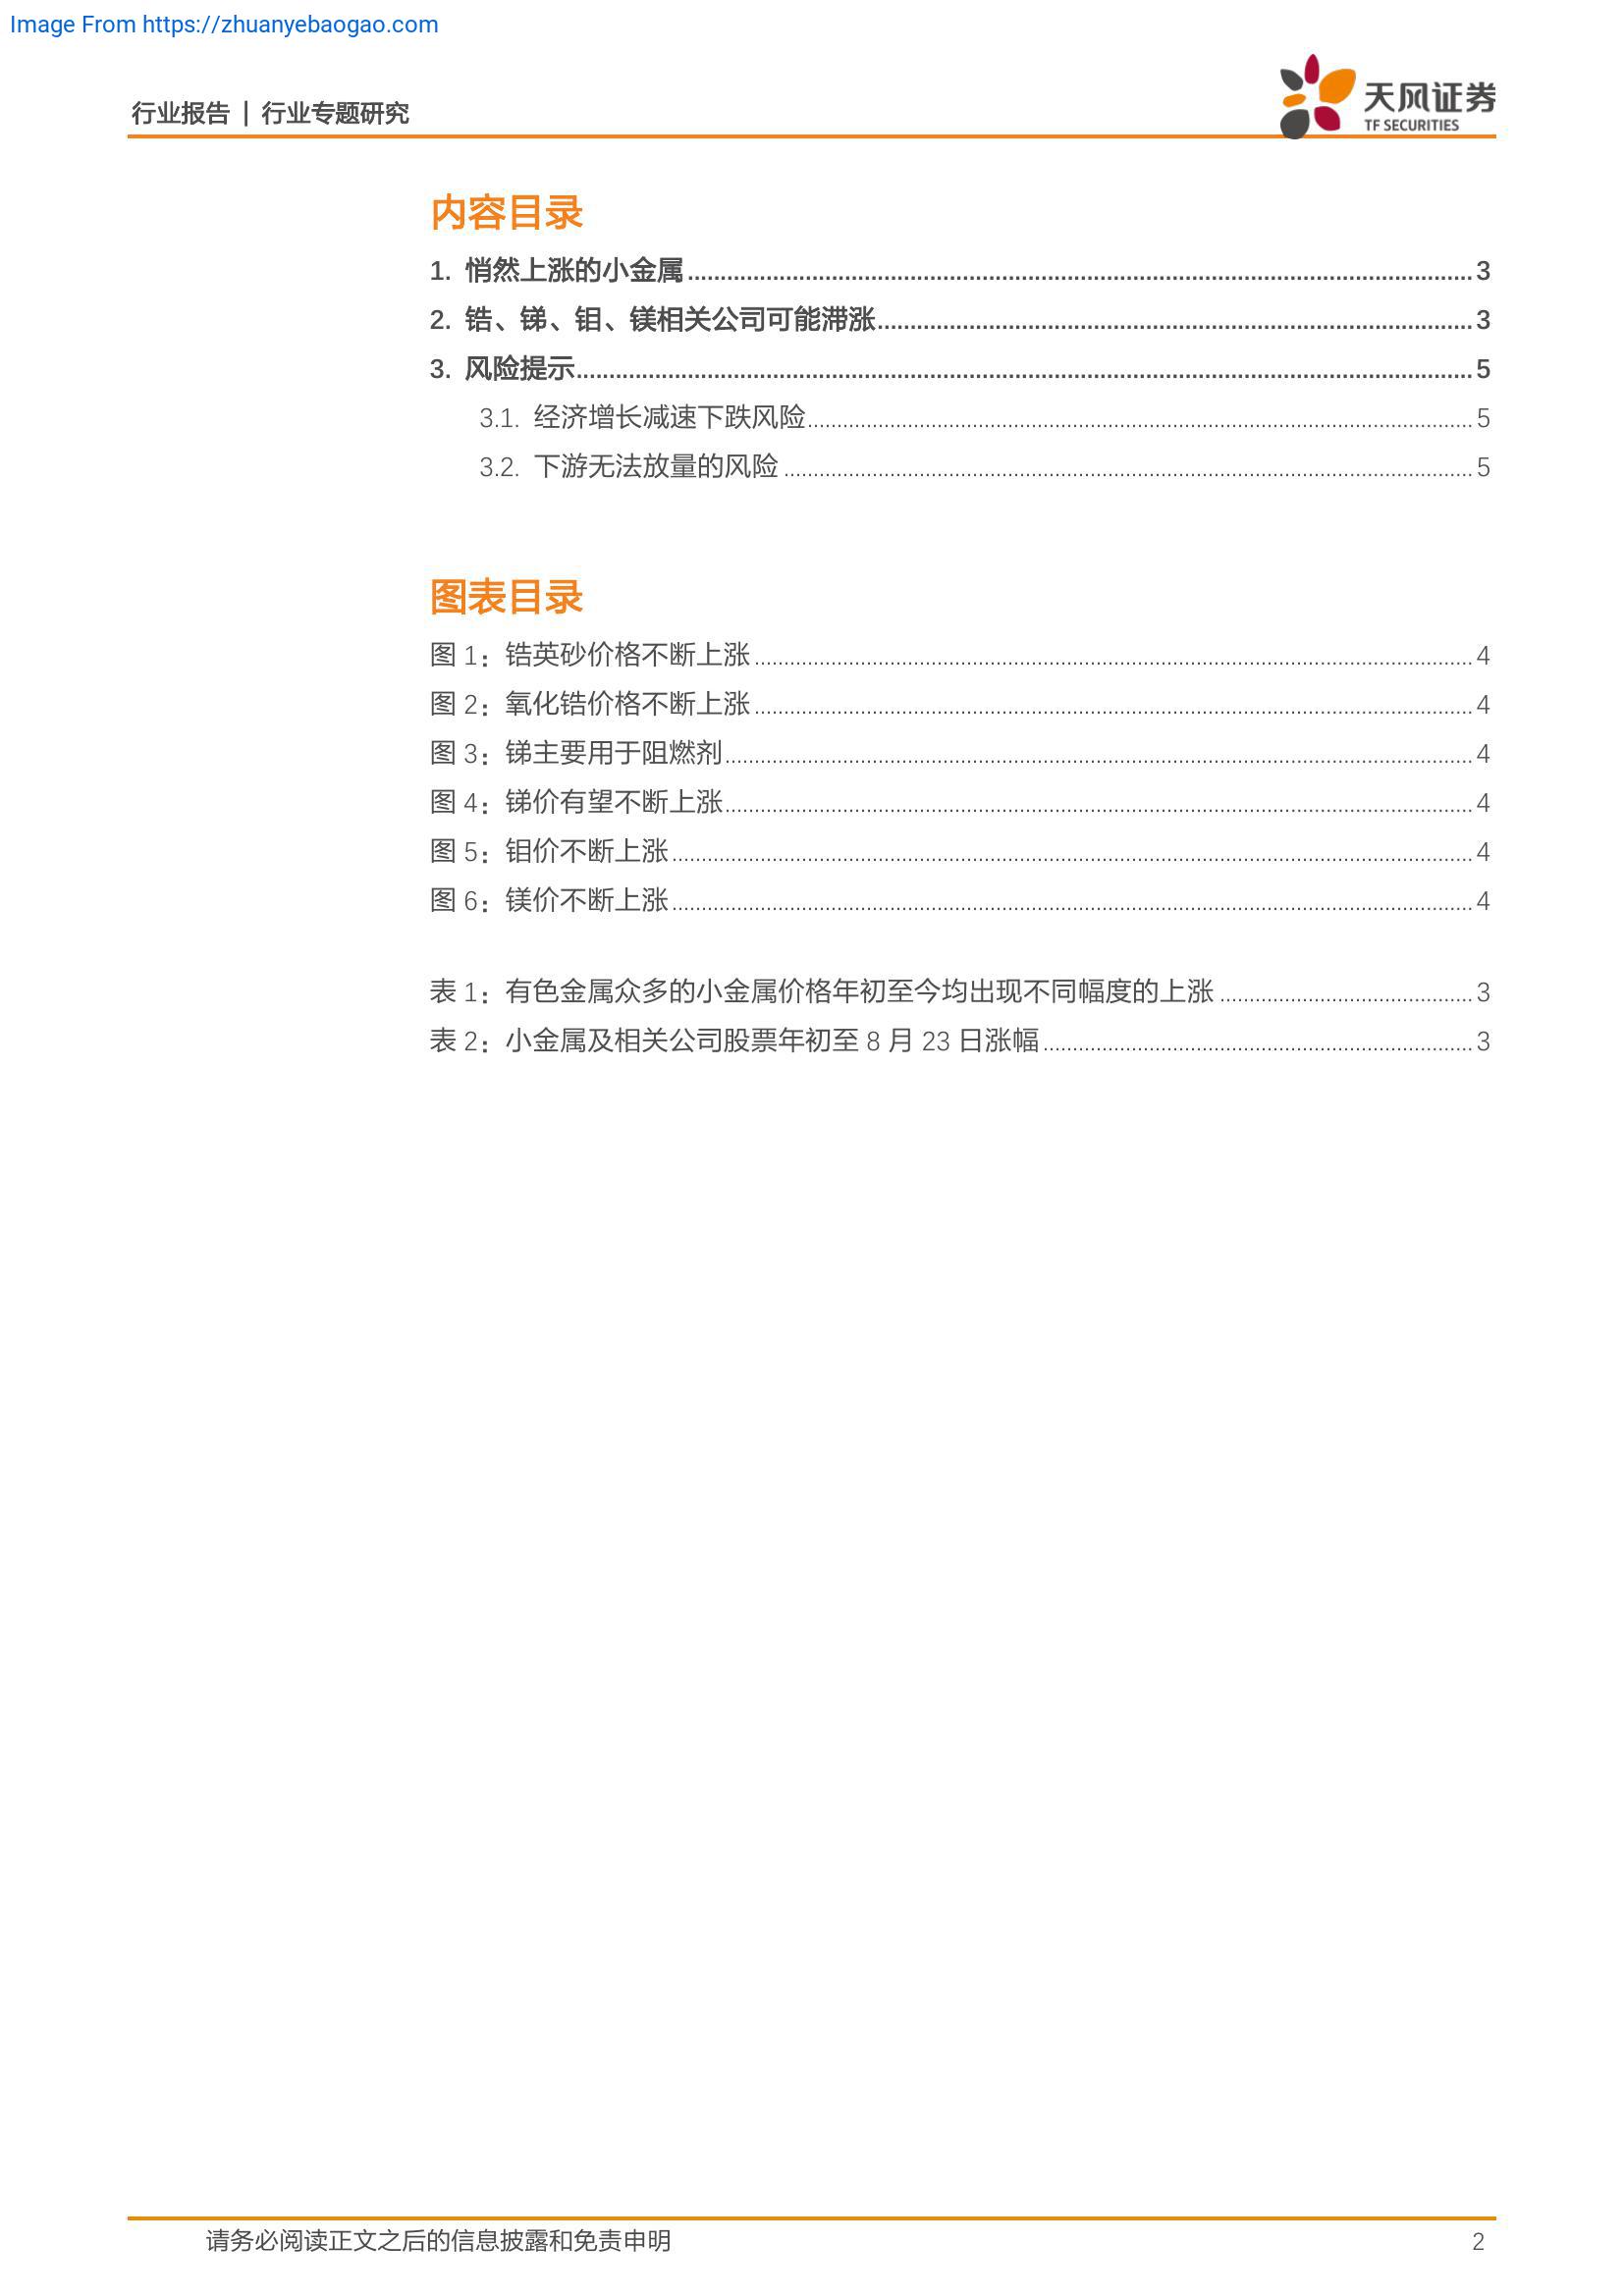 Image From https://zhuanyebaogao.com
行业报告 | 行业专题研究
天风证券
TF SECURITIES
内容目录
1. 悄然上涨的小金属 3
2. 锆、锑、钼、镁相关公司可能滞涨 3
3. 风险提示 5
3.1. 经济增长减速下跌风险 5
3.2. 下游无法放量的风险 5
图表目录
图 1：锆英砂价格不断上涨 4
图 2：氧化锆价格不断上涨 4
图 3：锑主要用于阻燃剂 4
图 4：锑价有望不断上涨 4
图 5：钼价不断上涨 4
图 6：镁价不断上涨 4
表 1：有色金属众多的小金属价格年初至今均出现不同幅度的上涨 3
表 2：小金属及相关公司股票年初至 8 月 23 日涨幅 3
请务必阅读正文之后的信息披露和免责申明 2